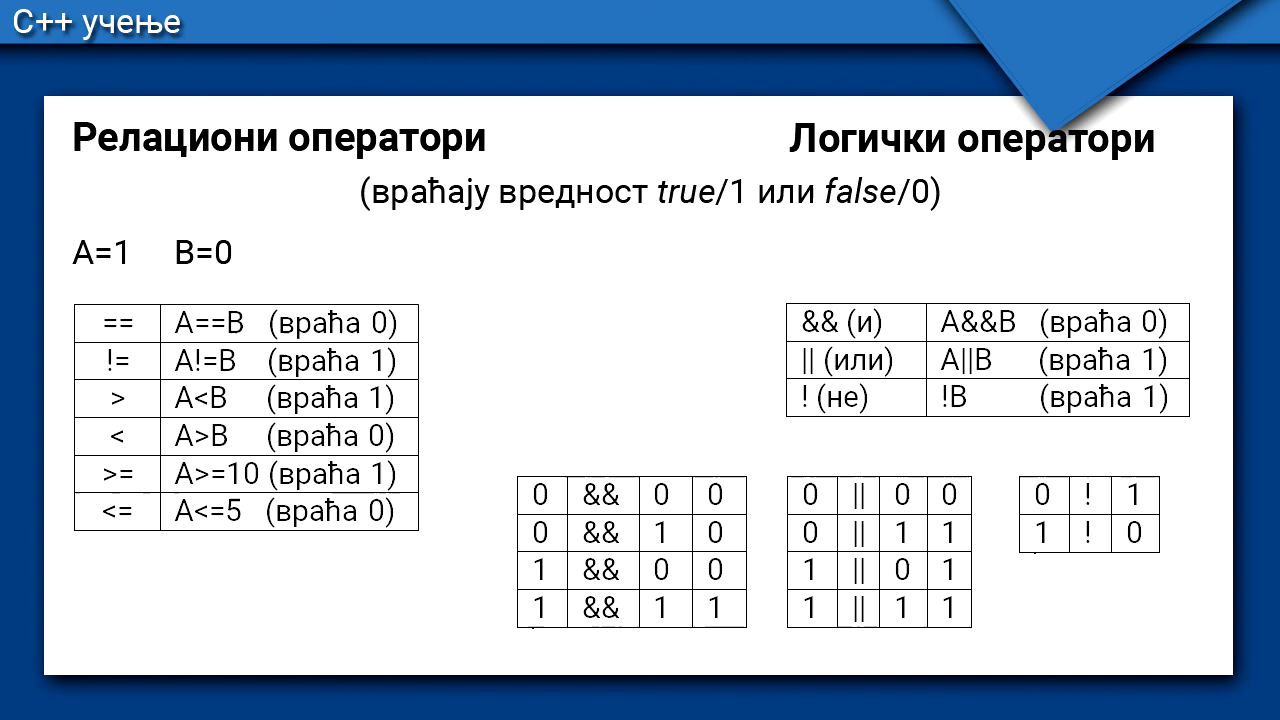 C++ учење
Релациони оператори
Логички оператори
(враћају вредност true/1 или false/0)
A=1 B=0
== A==B (враћа 0)
!= A!=B (враћа 1)
> A<B (враћа 1)
< A>B (враћа 0)
>= A>=10 (враћа 1)
<= A<=5 (враћа 0)
&& (и) A&&B (враћа 0)
|| (или) A||B (враћа 1)
! (не) !B (враћа 1)
0 && 0 0
0 && 1 0
1 && 0 0
1 && 1 1
0 || 0 0
0 || 1 1
1 || 0 1
1 || 1 1
0 ! 1
1 ! 0